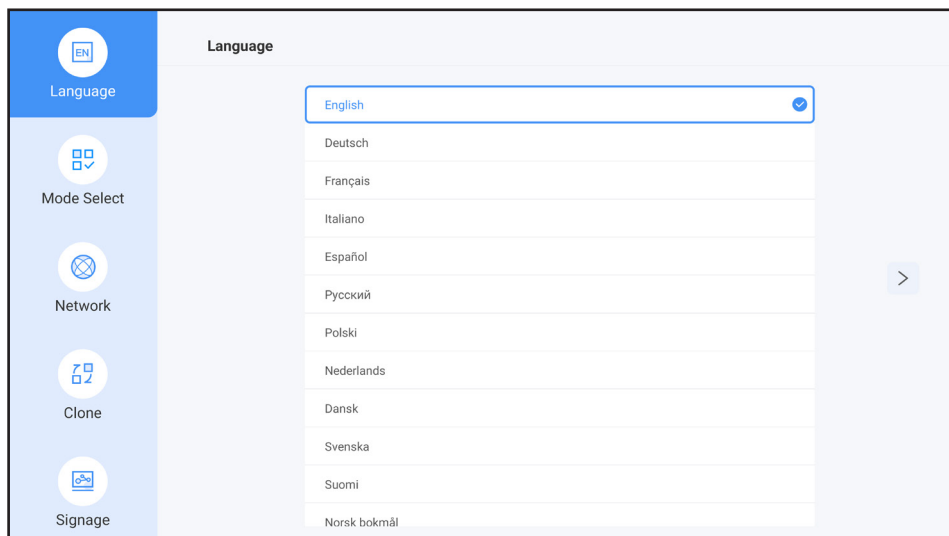 EN
Language
Mode Select
Network
Clone
Signage
Language
English
Deutsch
Français
Italiano
Español
Русский
Polski
Nederlands
Dansk
Svenska
Suomi
Norsk bokmål